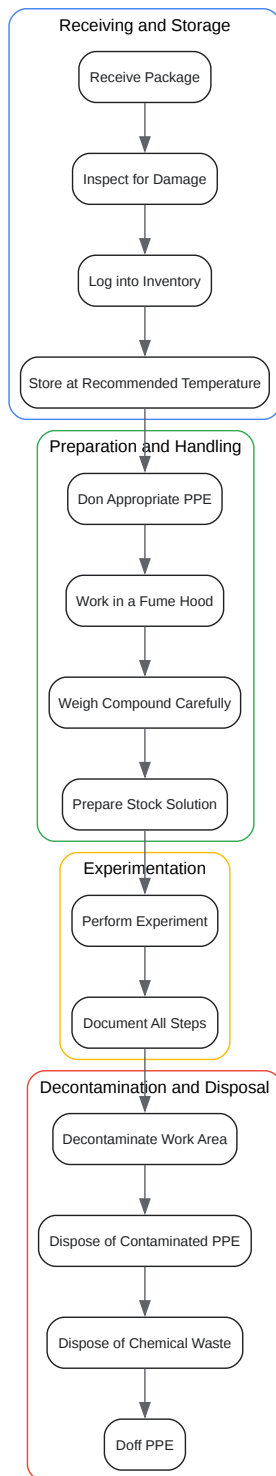 Receiving and Storage
Receive Package
Inspect for Damage
Log into Inventory
Store at Recommended Temperature
Preparation and Handling
Don Appropriate PPE
Work in a Fume Hood
Weigh Compound Carefully
Prepare Stock Solution
Experimentation
Perform Experiment
Document All Steps
Decontamination and Disposal
Decontaminate Work Area
Dispose of Contaminated PPE
Dispose of Chemical Waste
Doff PPE